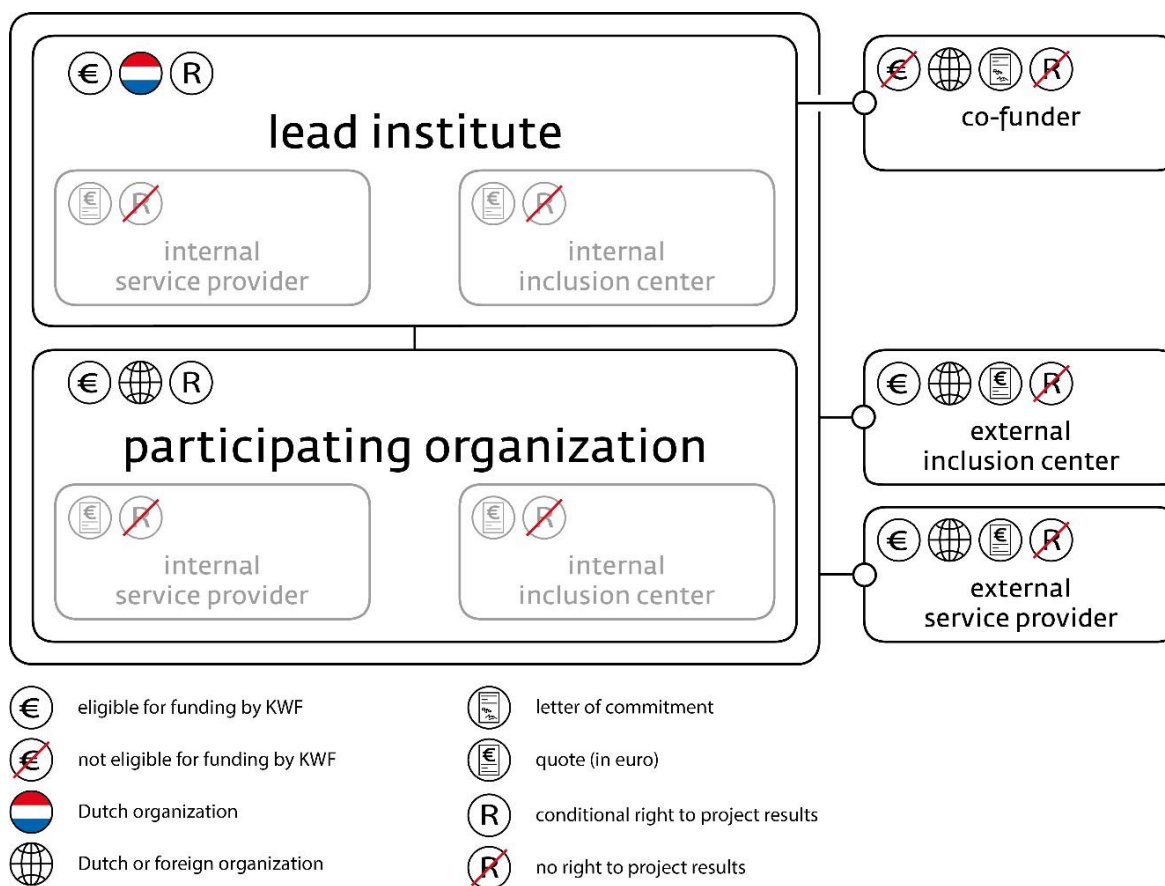 € R
lead institute
€ R
internal
service provider
€ R
internal
inclusion center
€ R
participating organization
€ R
internal
service provider
€ R
internal
inclusion center
€ R
co-funder
€ € R
external
inclusion center
€ € R
external
service provider
€ eligible for funding by KWF
€ not eligible for funding by KWF
Dutch organization
Dutch or foreign organization
letter of commitment
€ quote (in euro)
R conditional right to project results
R no right to project results